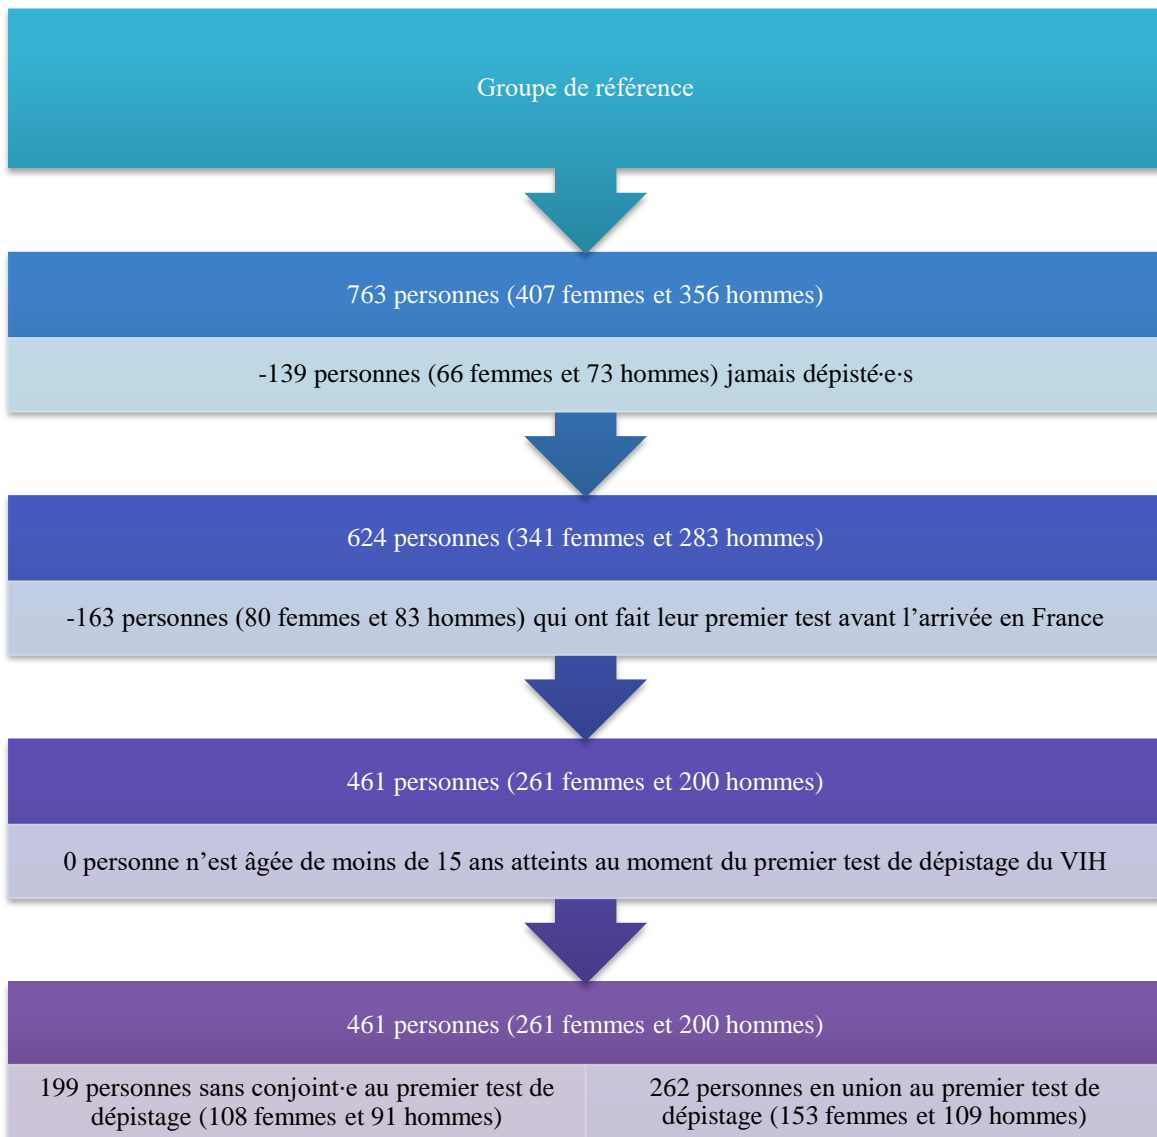 Groupe de référence
763 personnes (407 femmes et 356 hommes)
-139 personnes (66 femmes et 73 hommes) jamais dépisté·e·s
624 personnes (341 femmes et 283 hommes)
-163 personnes (80 femmes et 83 hommes) qui ont fait leur premier test avant l’arrivée en France
461 personnes (261 femmes et 200 hommes)
0 personne n’est âgée de moins de 15 ans atteints au moment du premier test de dépistage du VIH
461 personnes (261 femmes et 200 hommes)
199 personnes sans conjoint·e au premier test de
dépistage (108 femmes et 91 hommes)
262 personnes en union au premier test de
dépistage (153 femmes et 109 hommes)